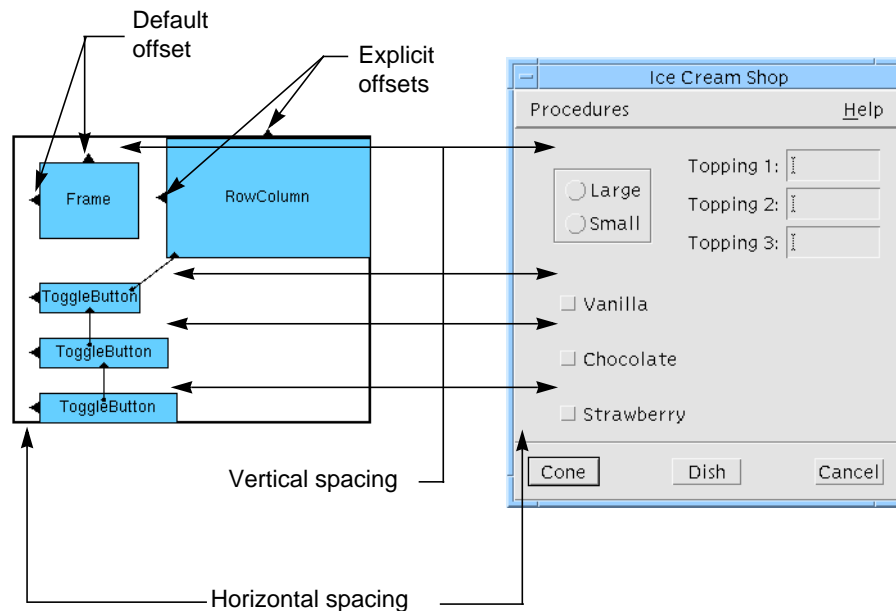 Default
offset
Explicit
offsets
Ice Cream Shop
Procedures
Help
Frame
RowColumn
Large
Small
Topping 1:
Topping 2:
Topping 3:
ToggleButton
Vanilla
ToggleButton
Chocolate
ToggleButton
Strawberry
Vertical spacing
Cone
Dish
Cancel
Horizontal spacing